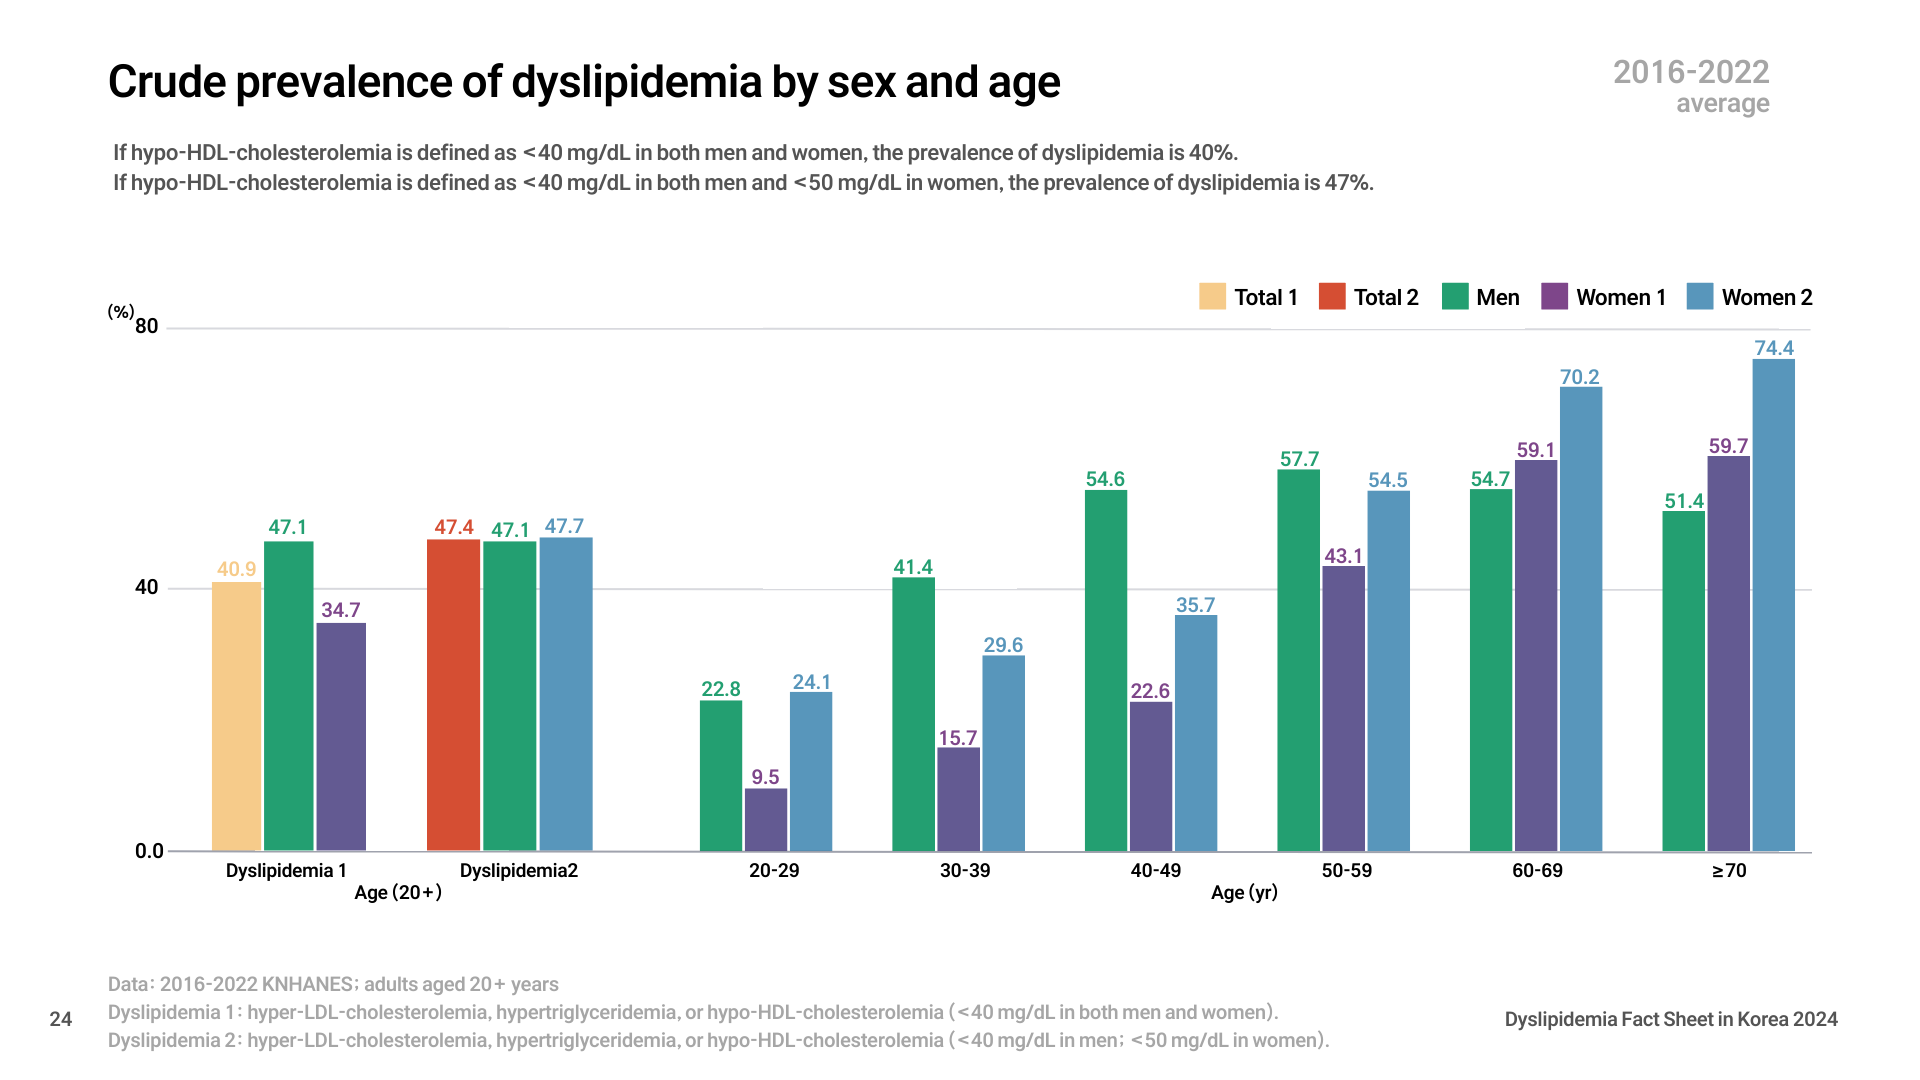 Crude prevalence of dyslipidemia by sex and age
2016-2022
average
If hypo-HDL-cholesterolemia is defined as <40 mg/dL in both men and women, the prevalence of dyslipidemia is 40%.
If hypo-HDL-cholesterolemia is defined as <40 mg/dL in both men and <50 mg/dL in women, the prevalence of dyslipidemia is 47%.
Total 1 Total 2 Men Women 1 Women 2
(%)
80
40
0.0
40.9 47.1 34.7
47.4 47.1 47.7
22.8 9.5 24.1
41.4 15.7 29.6
54.6 22.6 35.7
57.7 43.1 54.5
54.7 59.1 70.2
51.4 59.7 74.4
Dyslipidemia 1 Dyslipidemia2 20-29 30-39 40-49 50-59 60-69 ≥70
Age (20+) Age (yr)
Data: 2016-2022 KNHANES; adults aged 20+ years
Dyslipidemia 1: hyper-LDL-cholesterolemia, hypertriglyceridemia, or hypo-HDL-cholesterolemia (<40 mg/dL in both men and women).
Dyslipidemia 2: hyper-LDL-cholesterolemia, hypertriglyceridemia, or hypo-HDL-cholesterolemia (<40 mg/dL in men; <50 mg/dL in women).
24
Dyslipidemia Fact Sheet in Korea 2024